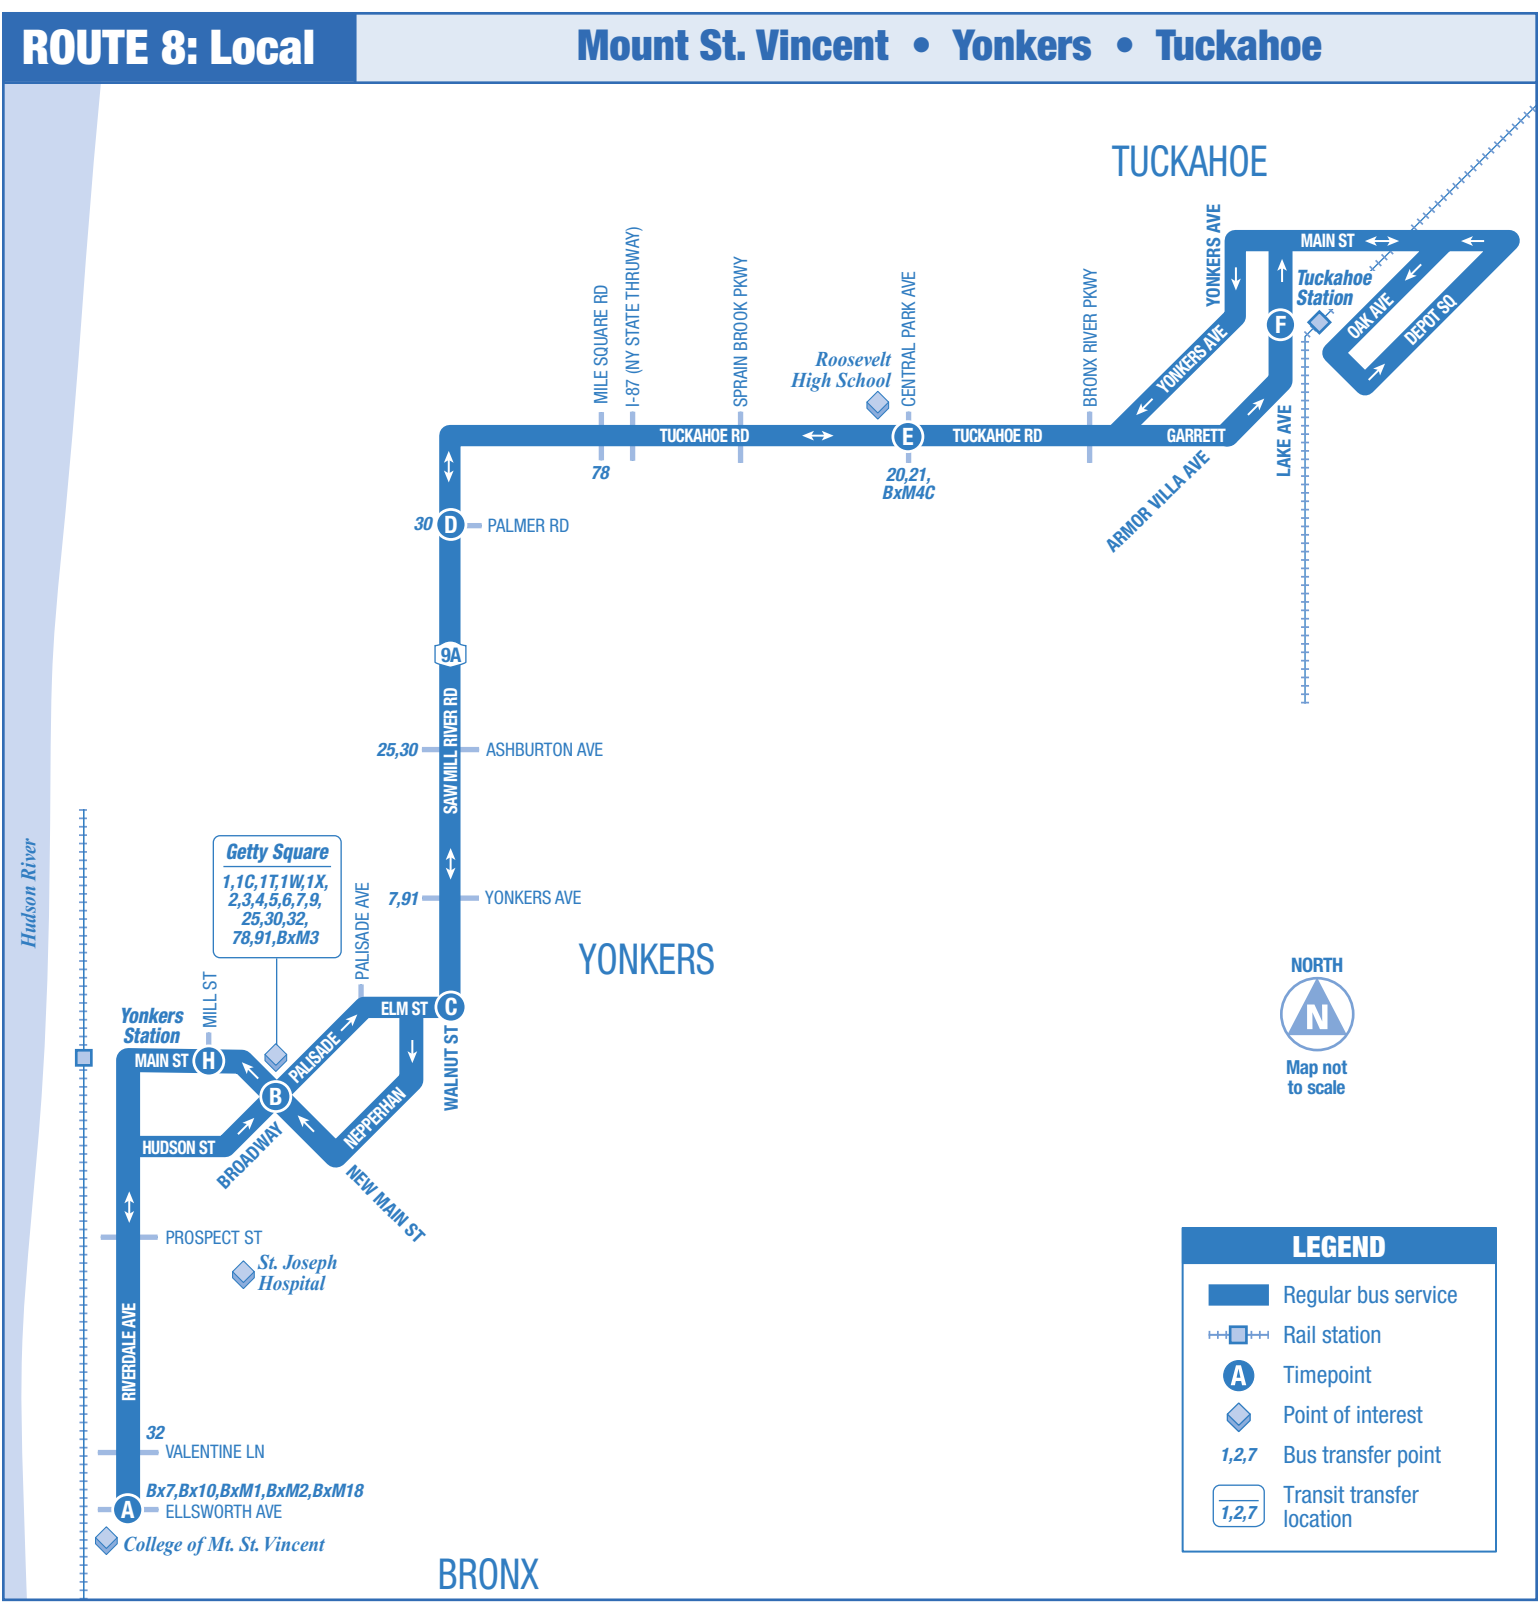 ROUTE 8: Local
Mount St. Vincent • Yonkers • Tuckahoe
TUCKAHOE
YONKERS AVE
MAIN ST
Tuckahoe
Station
F
OAK AVE
DEPOT SQ
YONKERS AVE
MILE SQUARE RD
I-87 (NY STATE THRUWAY)
SPRAIN BROOK PKWY
CENTRAL PARK AVE
BRONX RIVER PKWY
Roosevelt
High School
TUCKAHOE RD
E
TUCKAHOE RD
GARRETT
LAKE AVE
ARMOR VILLA AVE
78
20,21,
BxM4C
30
D
PALMER RD
9A
SAW MILL RIVER RD
25,30
ASHBURTON AVE
Hudson River
Getty Square
1,1C,1T,1W,1X,
2,3,4,5,6,7,9,
25,30,32,
78,91,BxM3
7,91
YONKERS AVE
PALISADE AVE
YONKERS
MILL ST
Yonkers
Station
ELM ST
C
WALNUT ST
MAIN ST
H
PALISADE
B
NEPPERHAN
HUDSON ST
BROADWAY
NEW MAIN ST
NORTH
N
Map not
to scale
PROSPECT ST
St. Joseph
Hospital
RIVERDALE AVE
32
VALENTINE LN
Bx7,Bx10,BxM1,BxM2,BxM18
A
ELLSWORTH AVE
College of Mt. St. Vincent
BRONX
LEGEND
Regular bus service
Rail station
A
Timepoint
Point of interest
1,2,7
Bus transfer point
1,2,7
Transit transfer
location